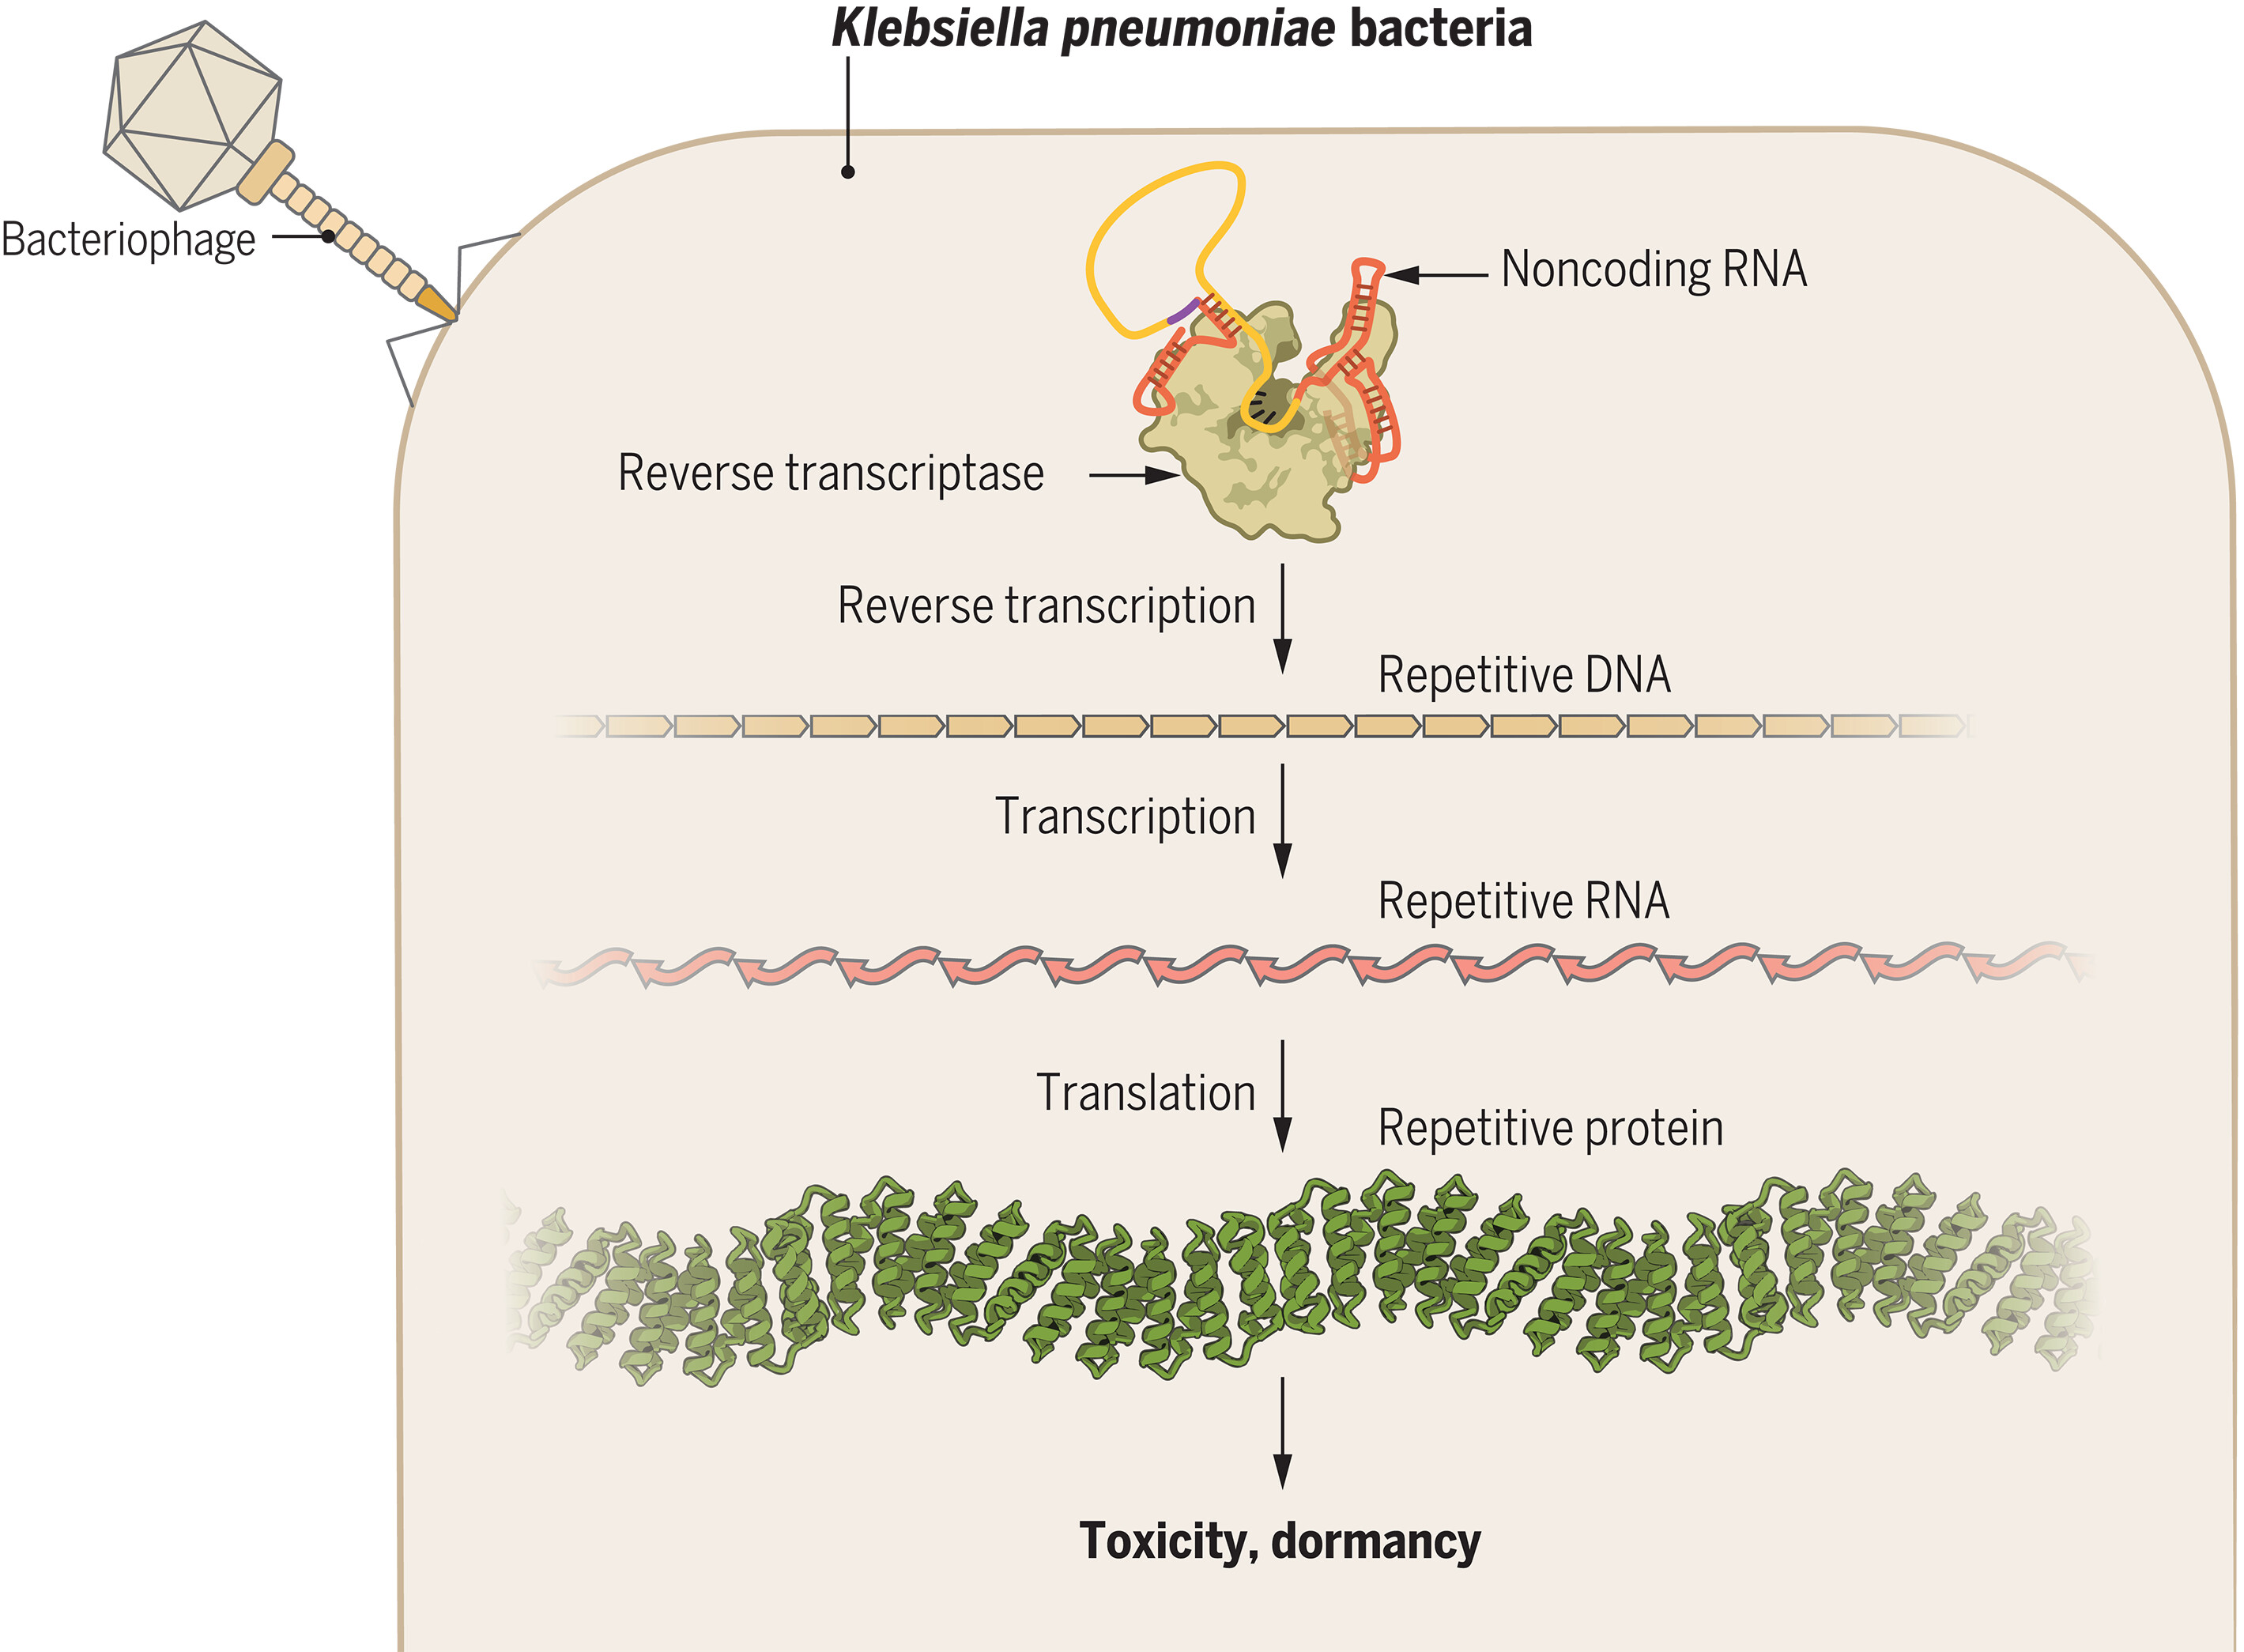 Klebsiella pneumoniae bacteria
Bacteriophage
Noncoding RNA
Reverse transcriptase
Reverse transcription
Repetitive DNA
Transcription
Repetitive RNA
Translation
Repetitive protein
Toxicity, dormancy